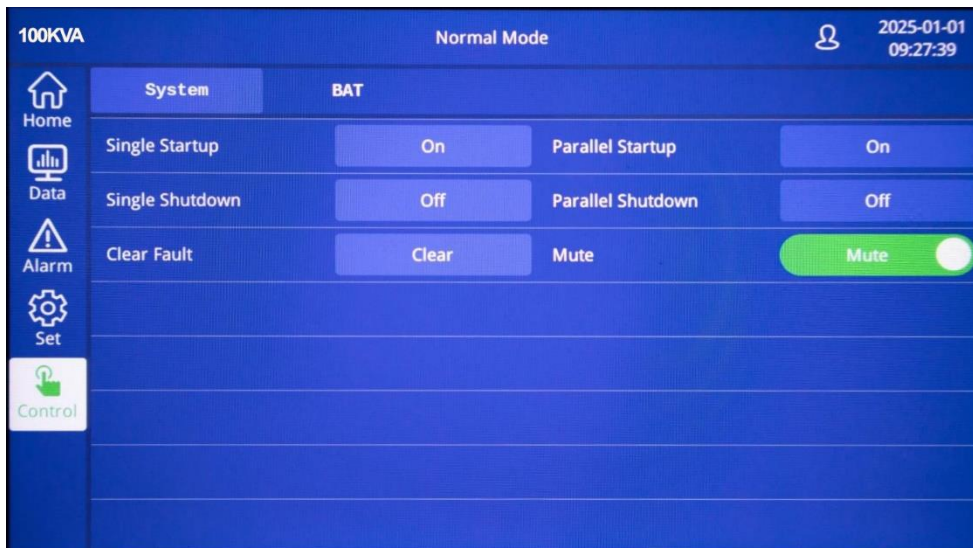 100KVA
Normal Mode
2025-01-01
09:27:39
Home
Data
Alarm
Set
Control
System
BAT
Single Startup
On
Parallel Startup
On
Single Shutdown
Off
Parallel Shutdown
Off
Clear Fault
Clear
Mute
Mute